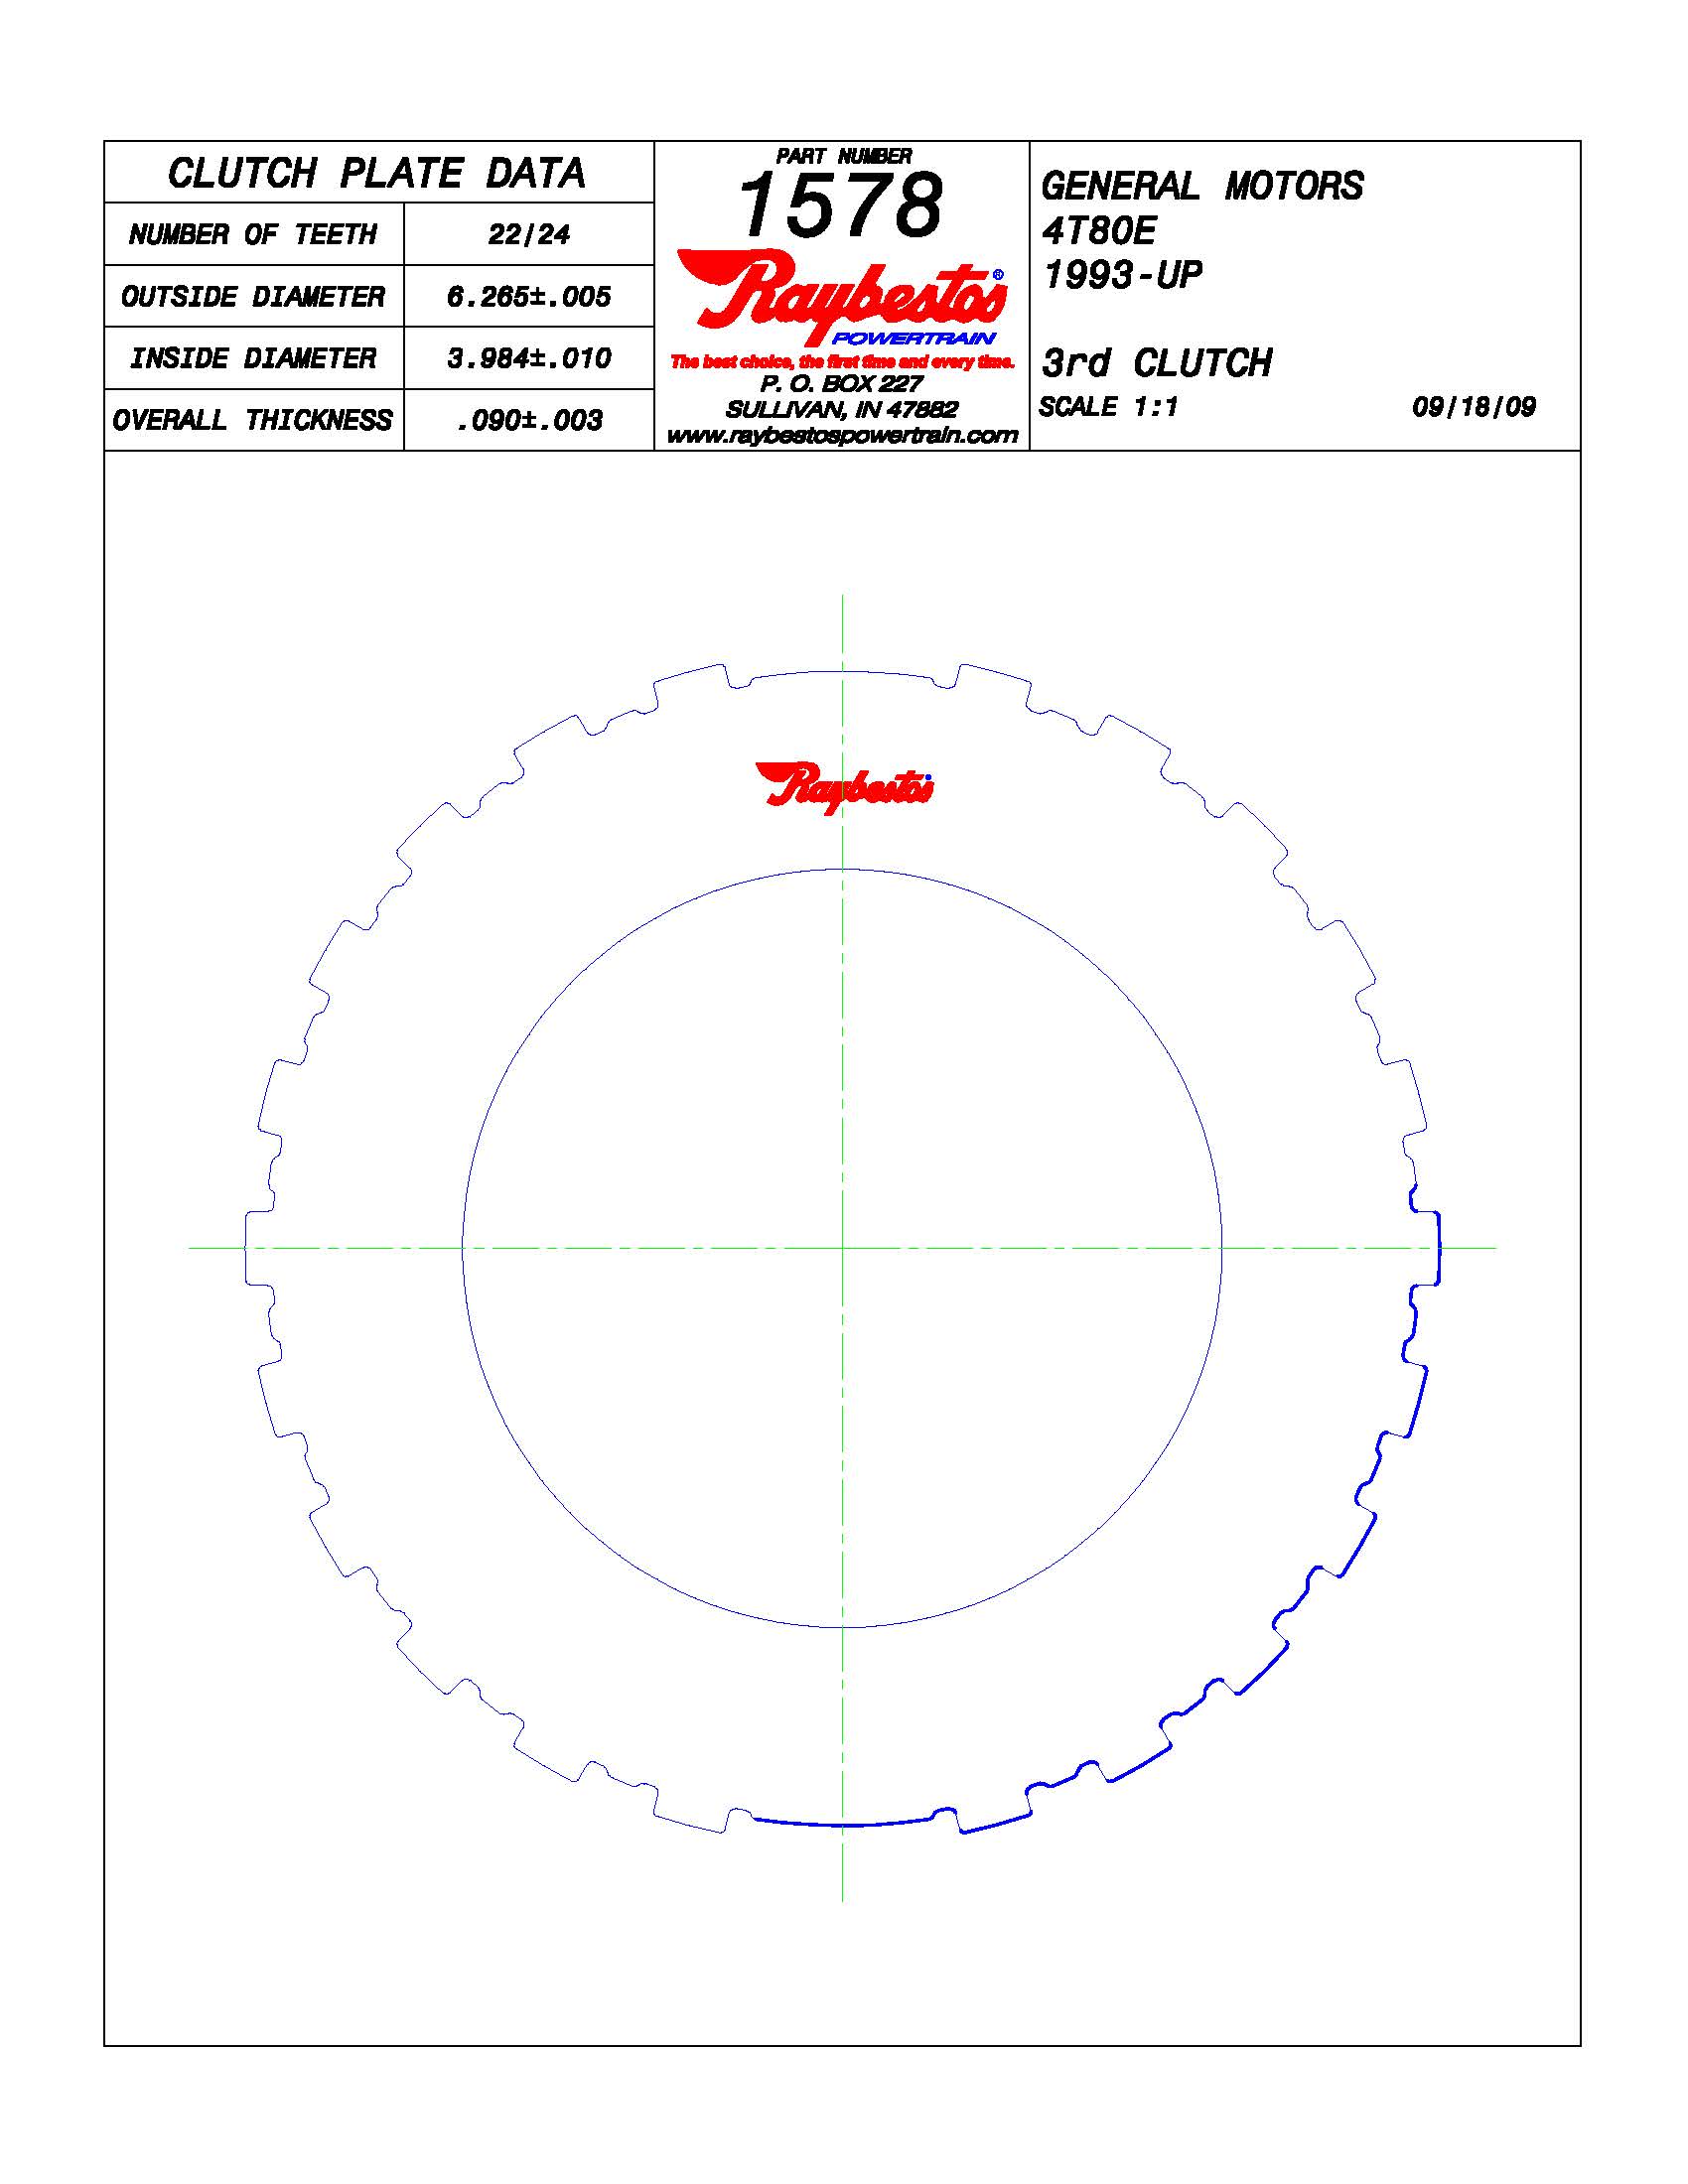 CLUTCH PLATE DATA
NUMBER OF TEETH 22/24
OUTSIDE DIAMETER 6.265±.005
INSIDE DIAMETER 3.984±.010
OVERALL THICKNESS .090±.003
PART NUMBER
1578
Raybestos®
POWERTRAIN
The best choice, the first time and every time.
P. O. BOX 227
SULLIVAN, IN 47882
www.raybestospowertrain.com
GENERAL MOTORS
4T80E
1993-UP
3rd CLUTCH
SCALE 1:1 09/18/09
Raybestos